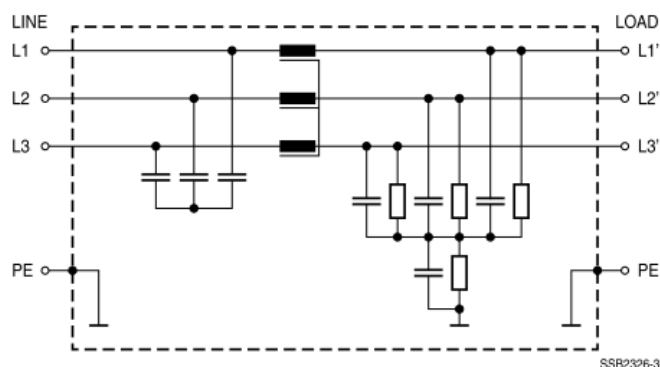 LINE LOAD
L1 L1'
L2 L2'
L3 L3'
PE PE
SSB2326-3